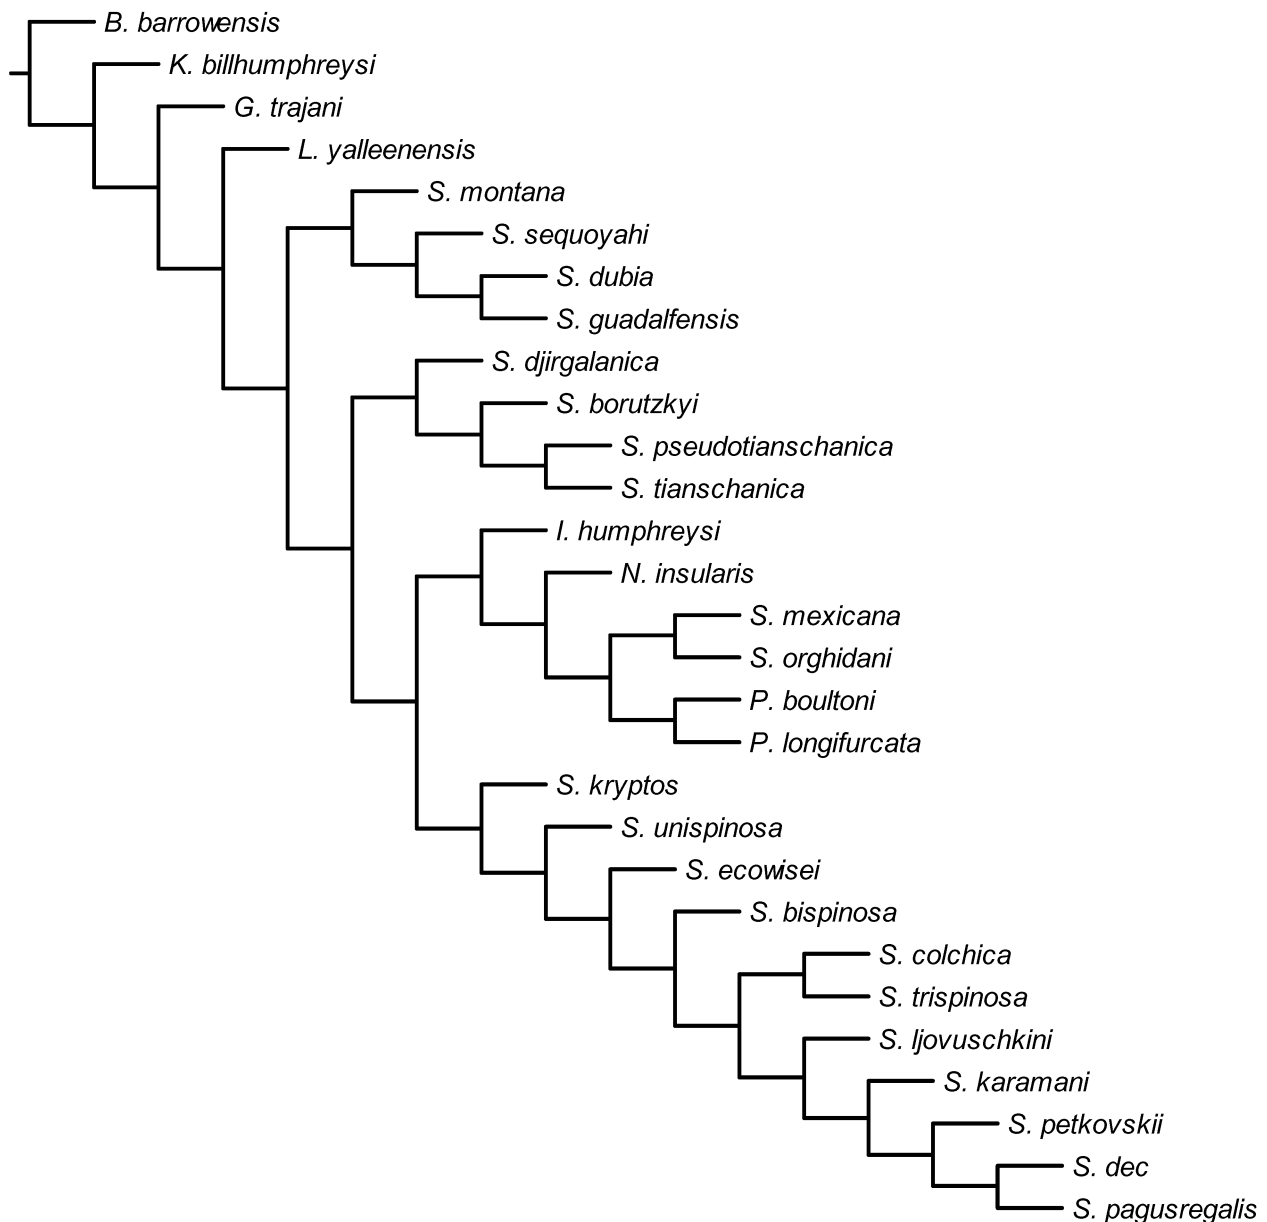 B. barrowensis
K. billhumphreysi
G. trajani
L. yalleenensis
S. montana
S. sequoyahi
S. dubia
S. guadalfensis
S. djirgalanica
S. borutzkyi
S. pseudotianschanica
S. tianschanica
I. humphreysi
N. insularis
S. mexicana
S. orghidani
P. boultoni
P. longifurcata
S. kryptos
S. unispinosa
S. ecowisei
S. bispinosa
S. colchica
S. trispinosa
S. ljovuschkini
S. karamani
S. petkovskii
S. dec
S. pagusregalis